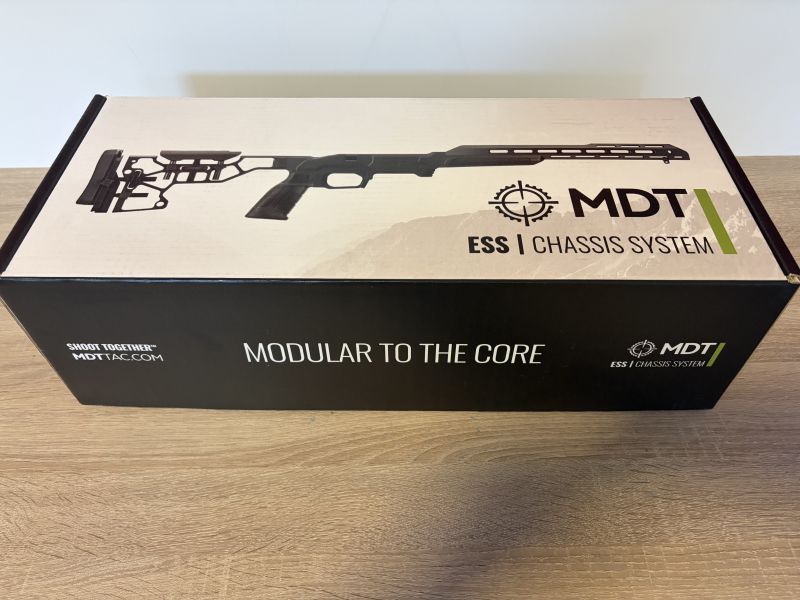 MDT
ESS | CHASSIS SYSTEM
SHOOT TOGETHER™
MDTTAC.COM
MODULAR TO THE CORE
MDT
ESS | CHASSIS SYSTEM